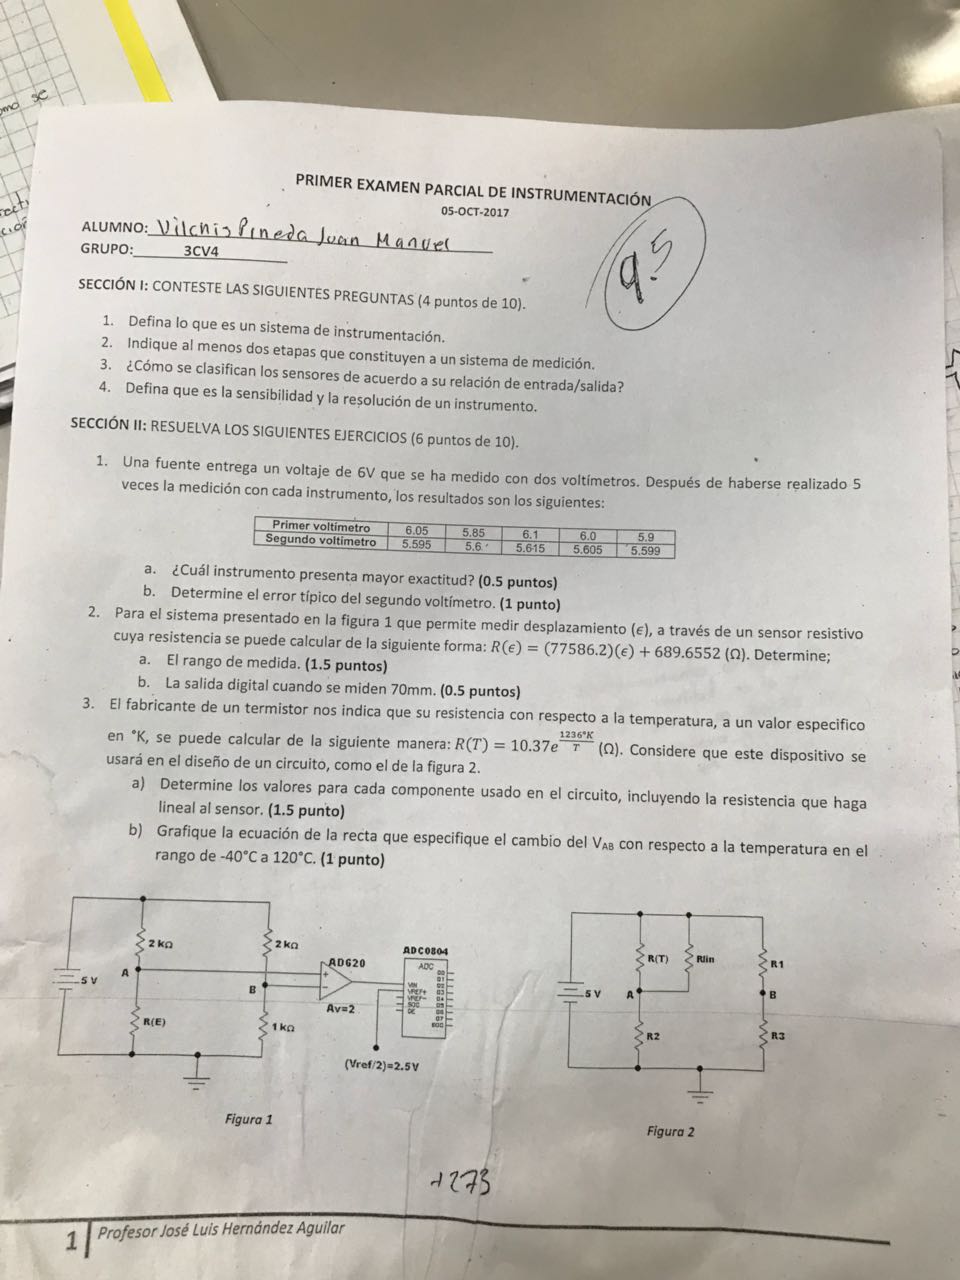 omo se
PRIMER EXAMEN PARCIAL DE INSTRUMENTACIÓN
05-OCT-2017
ALUMNO: Vilchis Pineda Juan Manuel
GRUPO: 3CV4
9.5
SECCIÓN I: CONTESTE LAS SIGUIENTES PREGUNTAS (4 puntos de 10).
1. Defina lo que es un sistema de instrumentación.
2. Indique al menos dos etapas que constituyen a un sistema de medición.
3. ¿Cómo se clasifican los sensores de acuerdo a su relación de entrada/salida?
4. Defina que es la sensibilidad y la resolución de un instrumento.
SECCIÓN II: RESUELVA LOS SIGUIENTES EJERCICIOS (6 puntos de 10).
1. Una fuente entrega un voltaje de 6V que se ha medido con dos voltímetros. Después de haberse realizado 5
veces la medición con cada instrumento, los resultados son los siguientes:
Primer voltímetro 6.05 5.85 6.1 6.0 5.9
Segundo voltímetro 5.595 5.6 5.615 5.605 5.599
a. ¿Cuál instrumento presenta mayor exactitud? (0.5 puntos)
b. Determine el error típico del segundo voltímetro. (1 punto)
2. Para el sistema presentado en la figura 1 que permite medir desplazamiento (ϵ), a través de un sensor resistivo
cuya resistencia se puede calcular de la siguiente forma: R(ϵ) = (77586.2)(ϵ) + 689.6552 (Ω). Determine;
a. El rango de medida. (1.5 puntos)
b. La salida digital cuando se miden 70mm. (0.5 puntos)
3. El fabricante de un termistor nos indica que su resistencia con respecto a la temperatura, a un valor especifico
en °K, se puede calcular de la siguiente manera: R(T) = 10.37e^(1236°K/T) (Ω). Considere que este dispositivo se
usará en el diseño de un circuito, como el de la figura 2.
a) Determine los valores para cada componente usado en el circuito, incluyendo la resistencia que haga
lineal al sensor. (1.5 punto)
b) Grafique la ecuación de la recta que especifique el cambio del VAB con respecto a la temperatura en el
rango de -40°C a 120°C. (1 punto)
2 kΩ
2 kΩ
5 V
A
B
R(E)
1 kΩ
AD620
+
-
Av=2
ADC0804
ADC
VIN
VREF+
VREF-
SOC
OE
D0
D1
D2
D3
D4
D5
D6
D7
EOC
(Vref/2)=2.5V
Figura 1
5 V
R(T)
Rlin
R1
A
B
R2
R3
Figura 2
+273
1 Profesor José Luis Hernández Aguilar